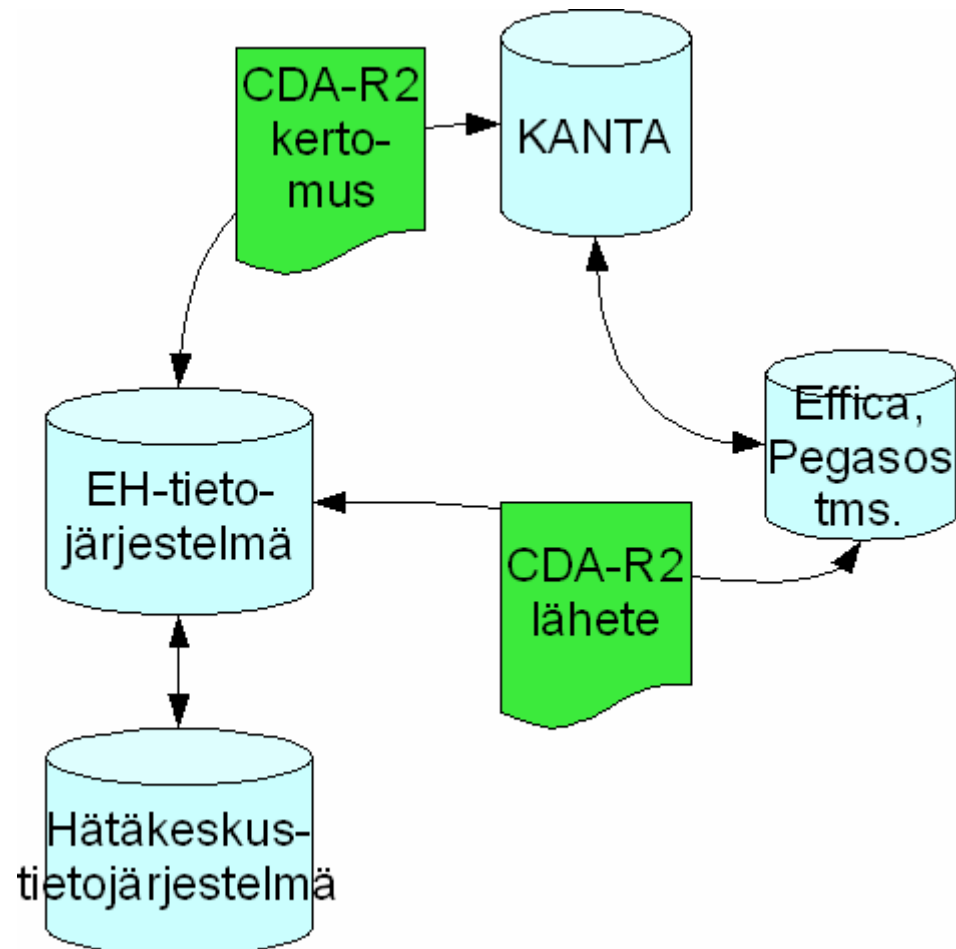 CDA-R2
kerto-
mus
KANTA
Effica,
Pegasos
tms.
EH-tieto-
järjestelmä
CDA-R2
lähete
Hätäkeskus-
tietojärjestelmä